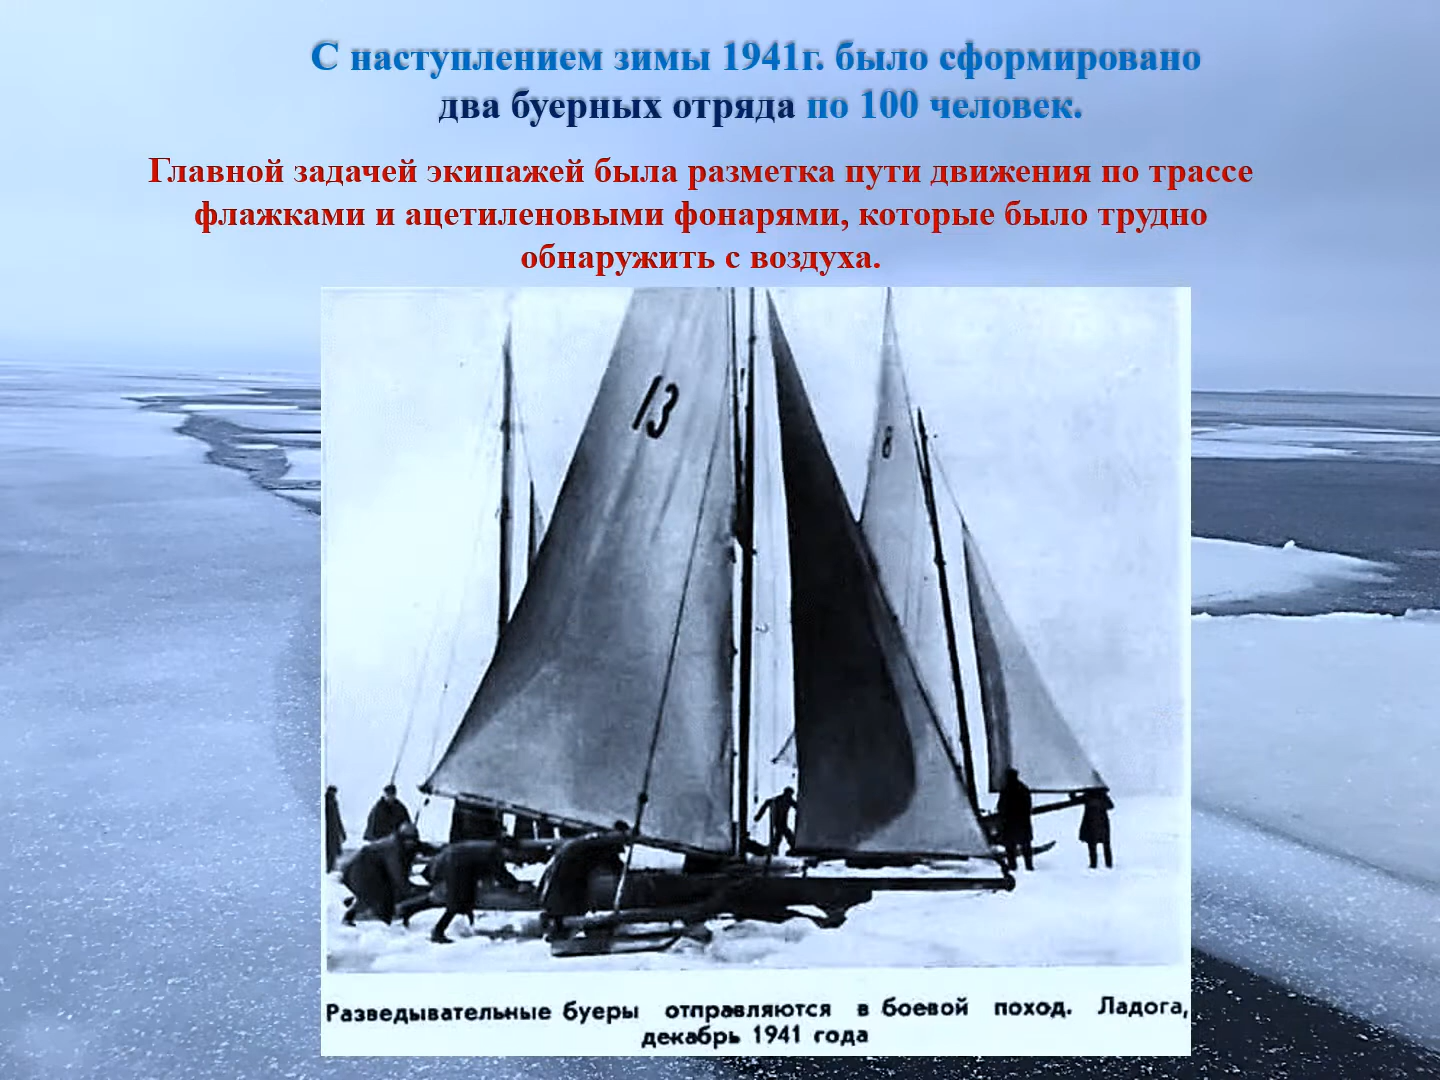 С наступлением зимы 1941г. было сформировано
два буерных отряда по 100 человек.
Главной задачей экипажей была разметка пути движения по трассе
флажками и ацетиленовыми фонарями, которые было трудно
обнаружить с воздуха.
13
8
Разведывательные буеры отправляются в боевой поход. Ладога,
декабрь 1941 года